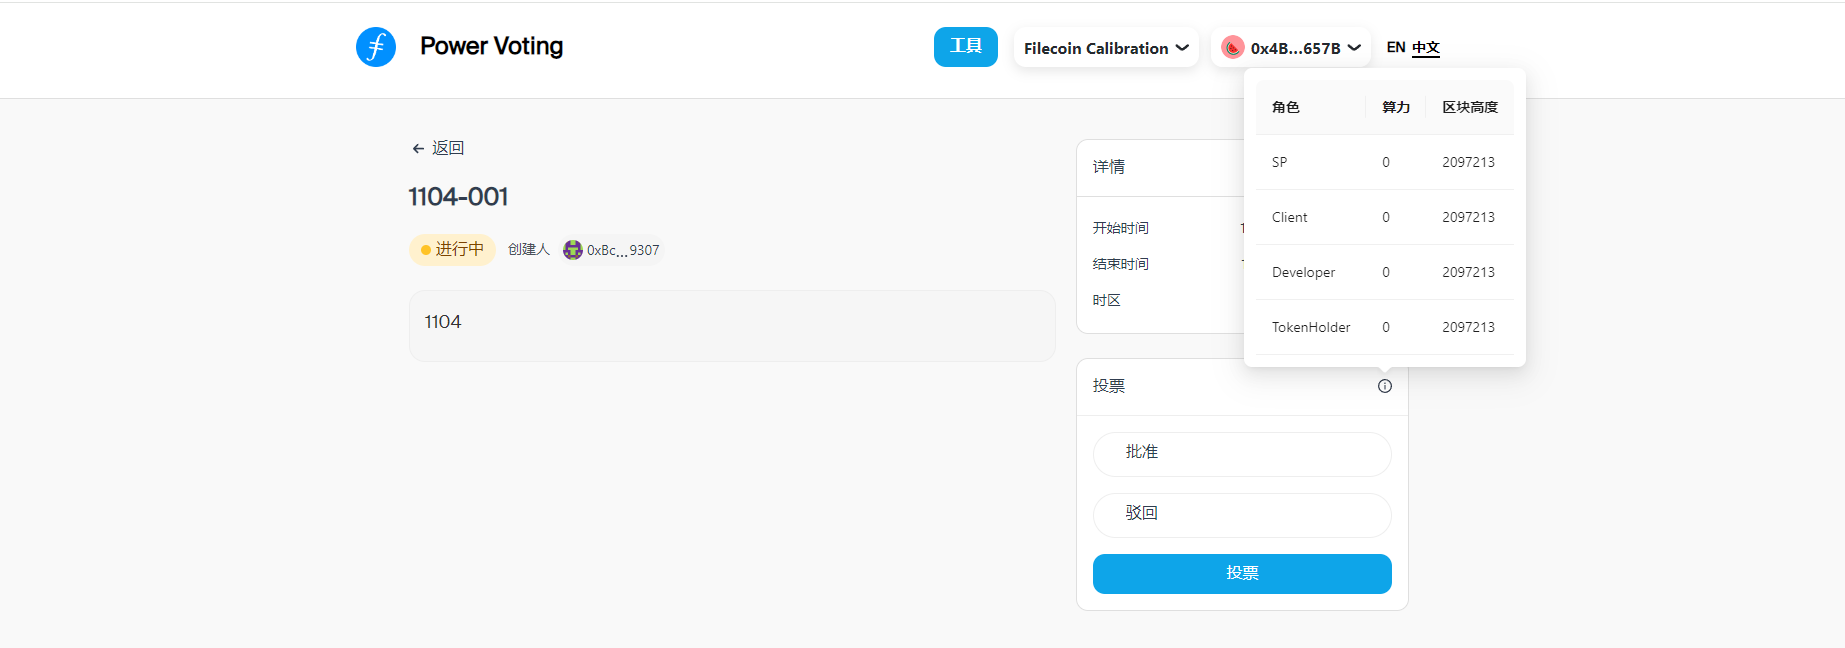 Power Voting
工具
Filecoin Calibration
0x4B...657B
EN 中文
角色 算力 区块高度
SP 0 2097213
Client 0 2097213
Developer 0 2097213
TokenHolder 0 2097213
返回
1104-001
进行中 创建人 0xBc...9307
1104
详情
开始时间
结束时间
时区
投票
批准
驳回
投票